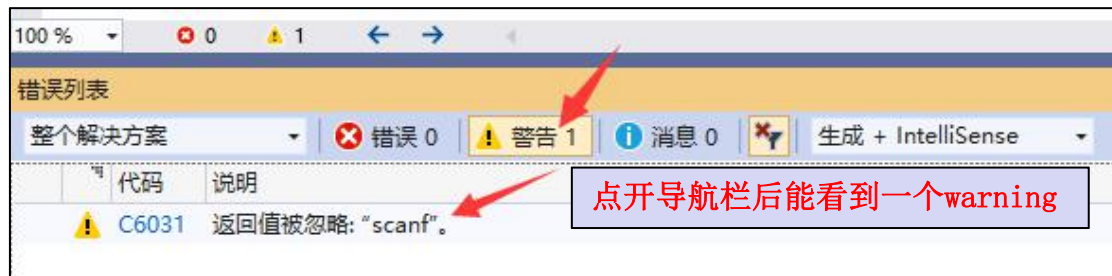 100 % 0 1
错误列表
整个解决方案 错误 0 警告 1 消息 0 生成 + IntelliSense
代码 说明
点开导航栏后能看到一个warning
C6031 返回值被忽略: “scanf”。